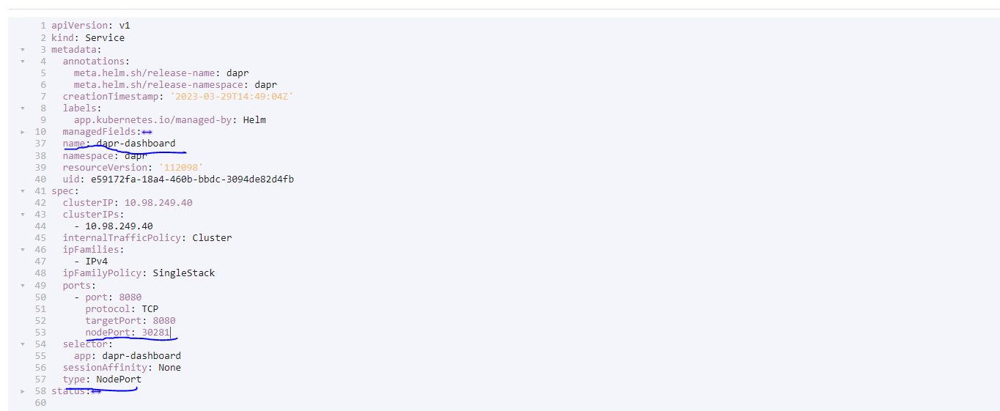 1 apiVersion: v1
2 kind: Service
3 metadata:
4 annotations:
5 meta.helm.sh/release-name: dapr
6 meta.helm.sh/release-namespace: dapr
7 creationTimestamp: '2023-03-29T14:49:04Z'
8 labels:
9 app.kubernetes.io/managed-by: Helm
10 managedFields:↔
37 name: dapr-dashboard
38 namespace: dapr
39 resourceVersion: '112098'
40 uid: e59172fa-18a4-460b-bbdc-3094de82d4fb
41 spec:
42 clusterIP: 10.98.249.40
43 clusterIPs:
44 - 10.98.249.40
45 internalTrafficPolicy: Cluster
46 ipFamilies:
47 - IPv4
48 ipFamilyPolicy: SingleStack
49 ports:
50 - port: 8080
51 protocol: TCP
52 targetPort: 8080
53 nodePort: 30281
54 selector:
55 app: dapr-dashboard
56 sessionAffinity: None
57 type: NodePort
58 status:↔
60